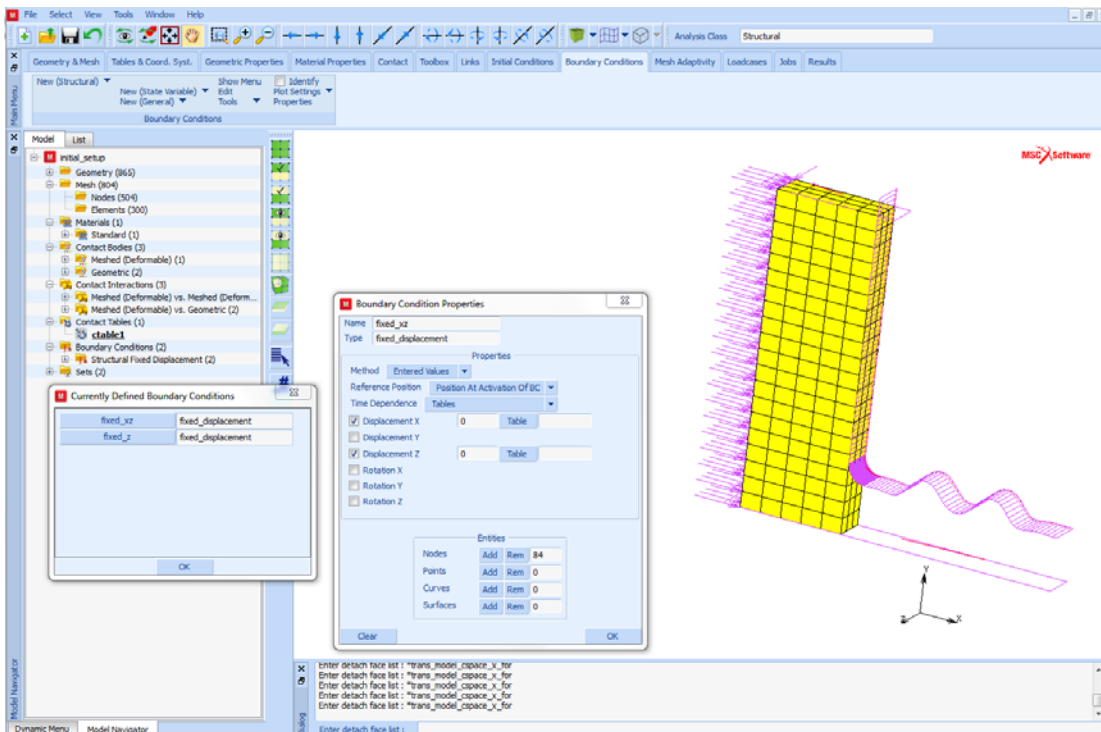 M File Select View Tools Window Help
Analysis Class Structural
Geometry & Mesh Tables & Coord. Syst. Geometric Properties Material Properties Contact Toolbox Links Initial Conditions Boundary Conditions Mesh Adaptivity Loadcases Jobs Results
Main Menu
New (Structural)
New (State Variable)
New (General)
Show Menu
Edit
Tools
Identify
Plot Settings
Properties
Boundary Conditions
Model List
initial_setup
Geometry (865)
Mesh (804)
Nodes (504)
Elements (300)
Materials (1)
Standard (1)
Contact Bodies (3)
Meshed (Deformable) (1)
Geometric (2)
Contact Interactions (3)
Meshed (Deformable) vs. Meshed (Deform...
Meshed (Deformable) vs. Geometric (2)
Contact Tables (1)
ctable1
Boundary Conditions (2)
Structural Fixed Displacement (2)
Sets (2)
#
MSC Software
Currently Defined Boundary Conditions
fixed_xz fixed_displacement
fixed_z fixed_displacement
OK
Boundary Condition Properties
Name fixed_xz
Type fixed_displacement
Properties
Method Entered Values
Reference Position Position At Activation Of BC
Time Dependence Tables
Displacement X 0 Table
Displacement Y
Displacement Z 0 Table
Rotation X
Rotation Y
Rotation Z
Entities
Nodes Add Rem 84
Points Add Rem 0
Curves Add Rem 0
Surfaces Add Rem 0
Clear OK
Y
Z X
Model Navigator
Enter detach face list : *trans_model_cspace_x_for
Enter detach face list : *trans_model_cspace_x_for
Enter detach face list : *trans_model_cspace_x_for
Enter detach face list : *trans_model_cspace_x_for
Enter detach face list : *trans_model_cspace_x_for
Dialog
Enter detach face list :
Dynamic Menu Model Navigator